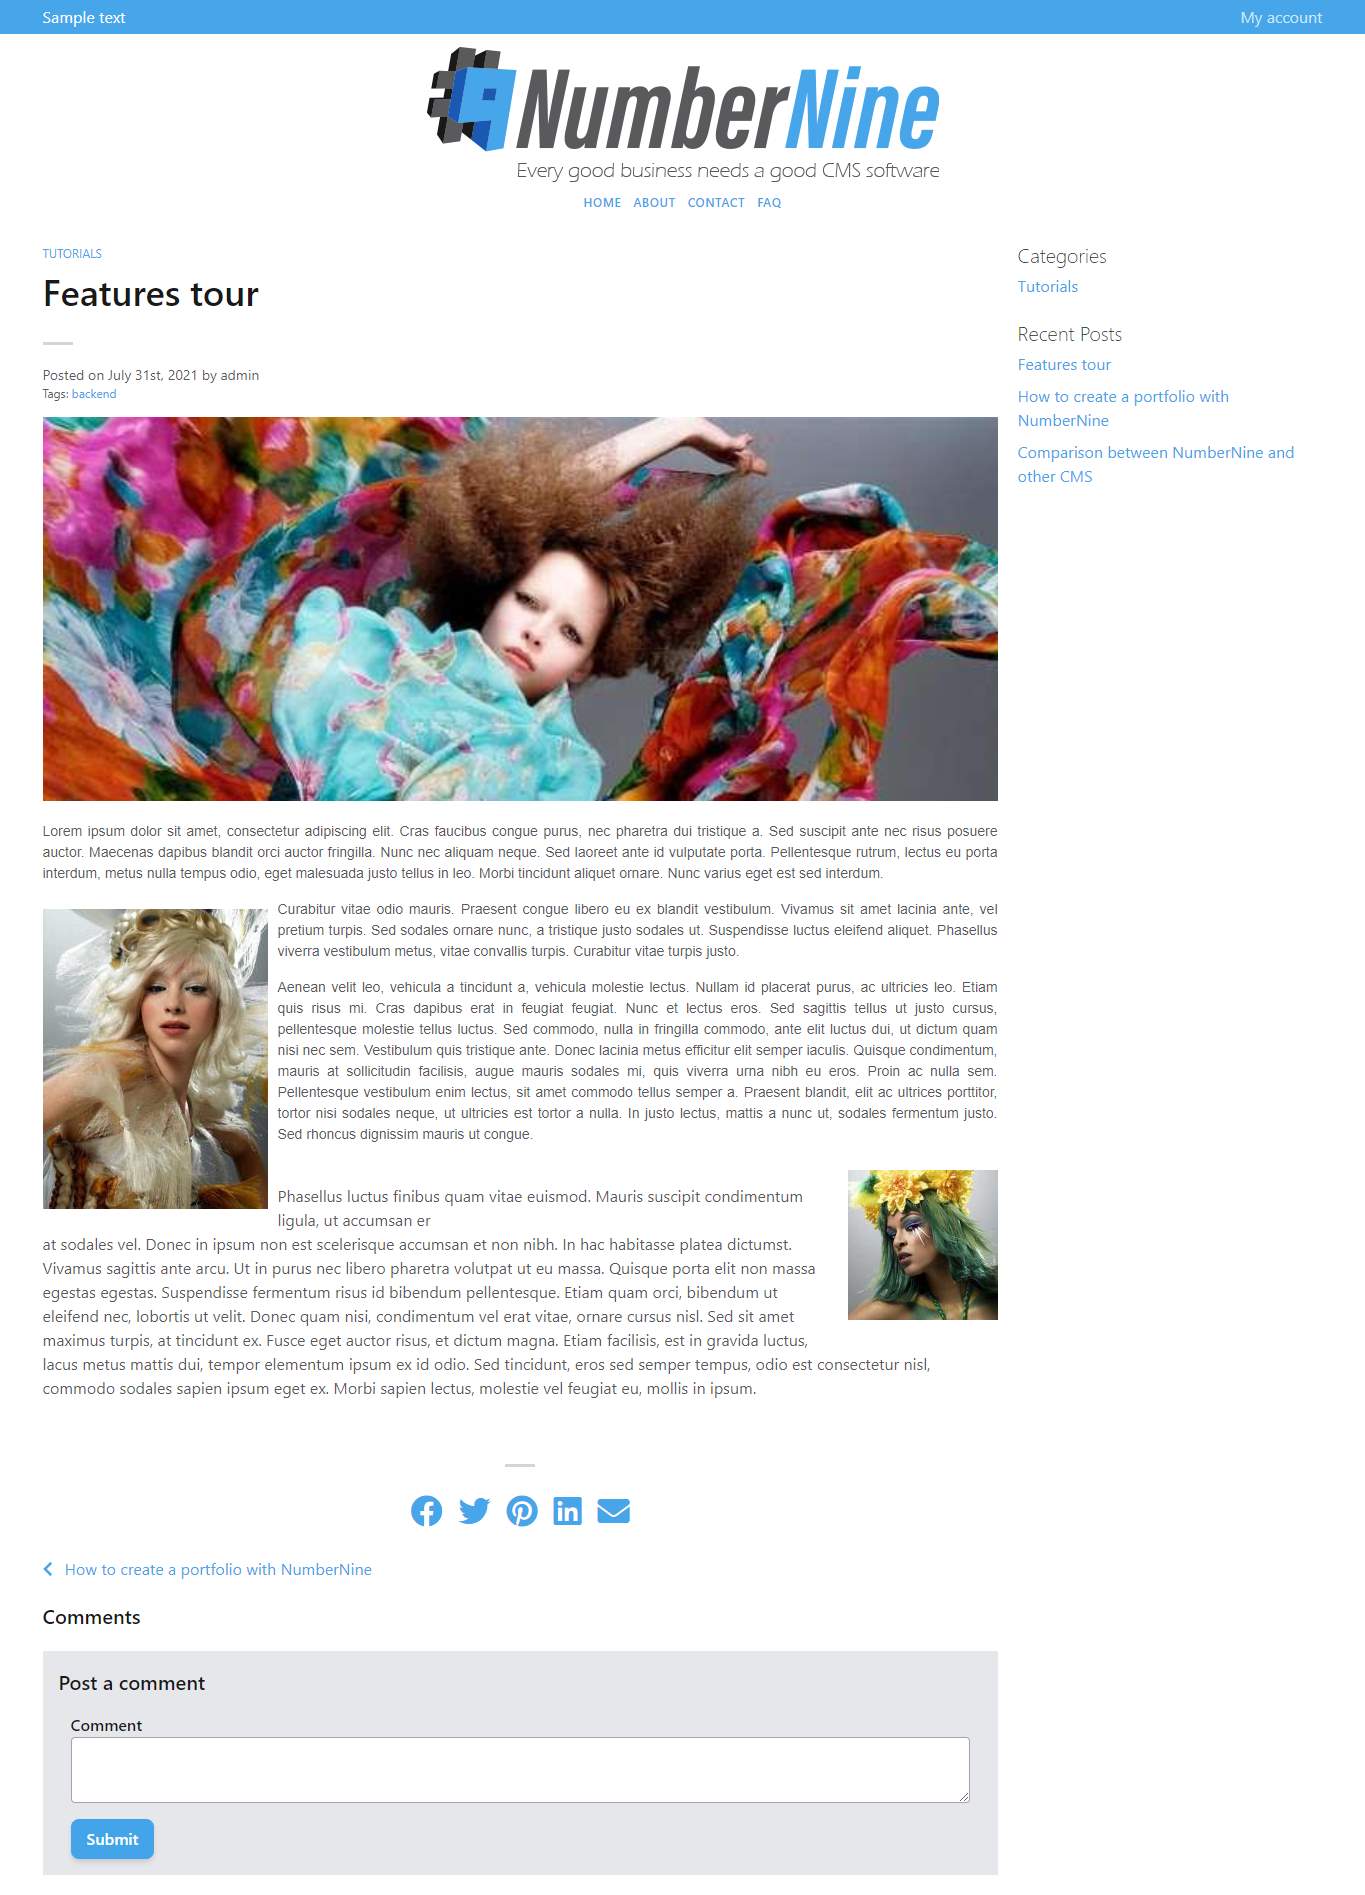 Sample text
My account
NumberNine
Every good business needs a good CMS software
HOME ABOUT CONTACT FAQ
TUTORIALS
Features tour
Posted on July 31st, 2021 by admin
Tags: backend
Lorem ipsum dolor sit amet, consectetur adipiscing elit. Cras faucibus congue purus, nec pharetra dui tristique a. Sed suscipit ante nec risus posuere
auctor. Maecenas dapibus blandit orci auctor fringilla. Nunc nec aliquam neque. Sed laoreet ante id vulputate porta. Pellentesque rutrum, lectus eu porta
interdum, metus nulla tempus odio, eget malesuada justo tellus in leo. Morbi tincidunt aliquet ornare. Nunc varius eget est sed interdum.
Curabitur vitae odio mauris. Praesent congue libero eu ex blandit vestibulum. Vivamus sit amet lacinia ante, vel
pretium turpis. Sed sodales ornare nunc, a tristique justo sodales ut. Suspendisse luctus eleifend aliquet. Phasellus
viverra vestibulum metus, vitae convallis turpis. Curabitur vitae turpis justo.
Aenean velit leo, vehicula a tincidunt a, vehicula molestie lectus. Nullam id placerat purus, ac ultricies leo. Etiam
quis risus mi. Cras dapibus erat in feugiat feugiat. Nunc et lectus eros. Sed sagittis tellus ut justo cursus,
pellentesque molestie tellus luctus. Sed commodo, nulla in fringilla commodo, ante elit luctus dui, ut dictum quam
nisi nec sem. Vestibulum quis tristique ante. Donec lacinia metus efficitur elit semper iaculis. Quisque condimentum,
mauris at sollicitudin facilisis, augue mauris sodales mi, quis viverra urna nibh eu eros. Proin ac nulla sem.
Pellentesque vestibulum enim lectus, sit amet commodo tellus semper a. Praesent blandit, elit ac ultrices porttitor,
tortor nisi sodales neque, ut ultricies est tortor a nulla. In justo lectus, mattis a nunc ut, sodales fermentum justo.
Sed rhoncus dignissim mauris ut congue.
Phasellus luctus finibus quam vitae euismod. Mauris suscipit condimentum
ligula, ut accumsan er
at sodales vel. Donec in ipsum non est scelerisque accumsan et non nibh. In hac habitasse platea dictumst.
Vivamus sagittis ante arcu. Ut in purus nec libero pharetra volutpat ut eu massa. Quisque porta elit non massa
egestas egestas. Suspendisse fermentum risus id bibendum pellentesque. Etiam quam orci, bibendum ut
eleifend nec, lobortis ut velit. Donec quam nisi, condimentum vel erat vitae, ornare cursus nisl. Sed sit amet
maximus turpis, at tincidunt ex. Fusce eget auctor risus, et dictum magna. Etiam facilisis, est in gravida luctus,
lacus metus mattis dui, tempor elementum ipsum ex id odio. Sed tincidunt, eros sed semper tempus, odio est consectetur nisl,
commodo sodales sapien ipsum eget ex. Morbi sapien lectus, molestie vel feugiat eu, mollis in ipsum.
How to create a portfolio with NumberNine
Comments
Post a comment
Comment
Submit
Categories
Tutorials
Recent Posts
Features tour
How to create a portfolio with
NumberNine
Comparison between NumberNine and
other CMS